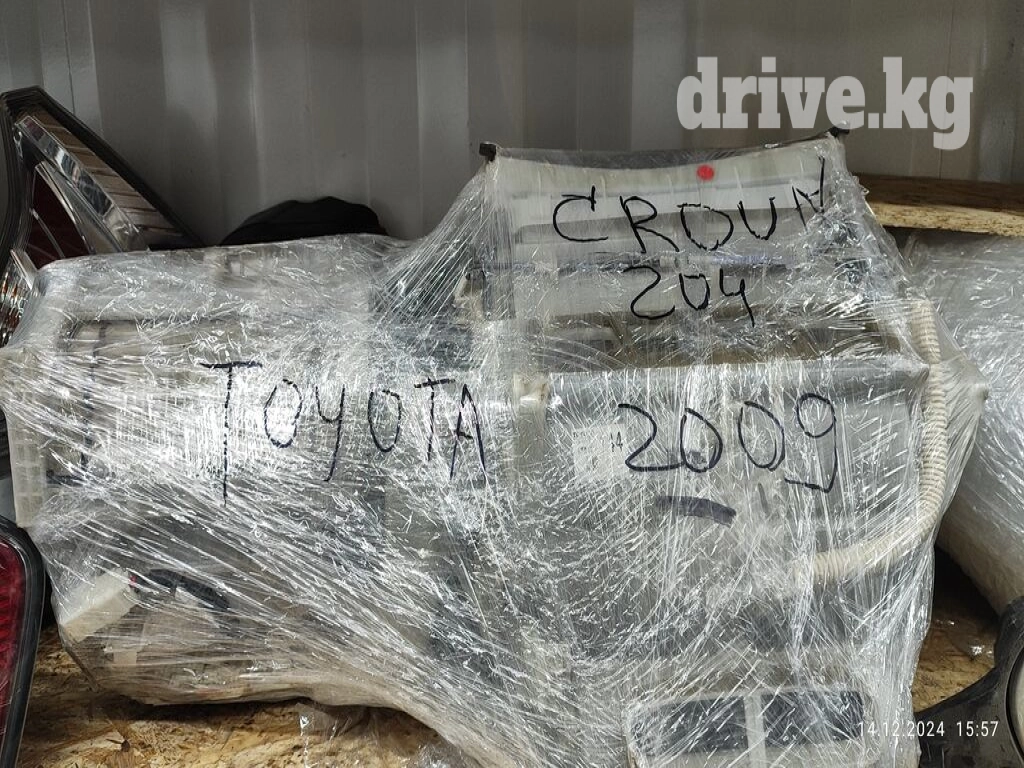 drive.kg
CROUN
204
TOYOTA 2009
14.12.2024 15:57